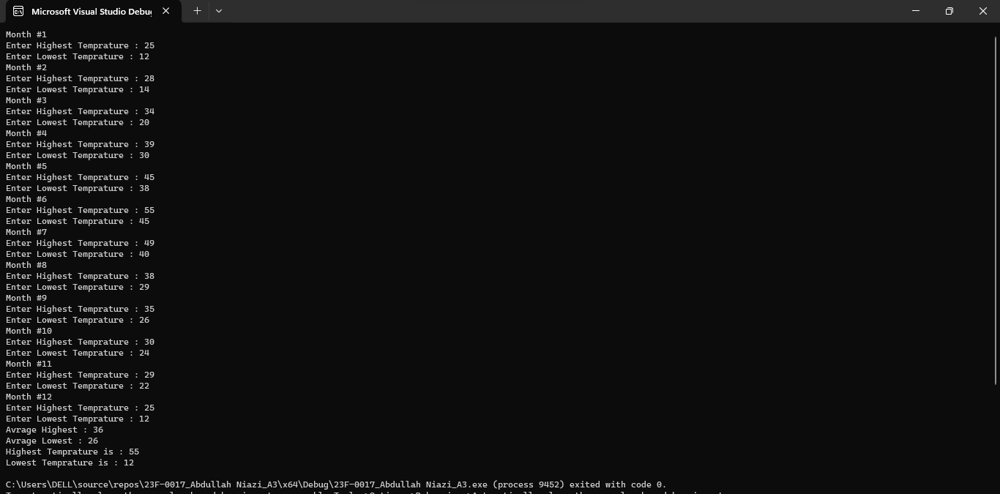 Microsoft Visual Studio Debug
Month #1
Enter Highest Temprature : 25
Enter Lowest Temprature : 12
Month #2
Enter Highest Temprature : 28
Enter Lowest Temprature : 14
Month #3
Enter Highest Temprature : 34
Enter Lowest Temprature : 20
Month #4
Enter Highest Temprature : 39
Enter Lowest Temprature : 30
Month #5
Enter Highest Temprature : 45
Enter Lowest Temprature : 38
Month #6
Enter Highest Temprature : 55
Enter Lowest Temprature : 45
Month #7
Enter Highest Temprature : 49
Enter Lowest Temprature : 40
Month #8
Enter Highest Temprature : 38
Enter Lowest Temprature : 29
Month #9
Enter Highest Temprature : 35
Enter Lowest Temprature : 26
Month #10
Enter Highest Temprature : 30
Enter Lowest Temprature : 24
Month #11
Enter Highest Temprature : 29
Enter Lowest Temprature : 22
Month #12
Enter Highest Temprature : 25
Enter Lowest Temprature : 12
Avrage Highest : 36
Avrage Lowest : 26
Highest Temprature is : 55
Lowest Temprature is : 12
C:\Users\DELL\source\repos\23F-0017_Abdullah Niazi_A3\x64\Debug\23F-0017_Abdullah Niazi_A3.exe (process 9452) exited with code 0.